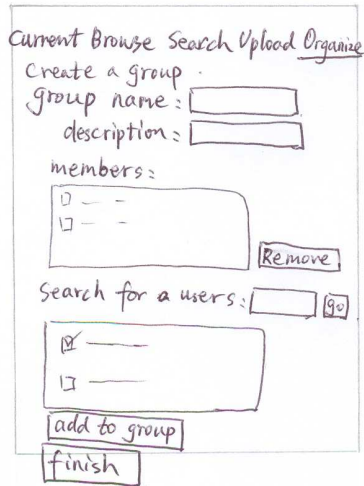 Current Browse Search Upload Organize
Create a group
group name:
description:
members:
Remove
Search for a users:
go
add to group
finish